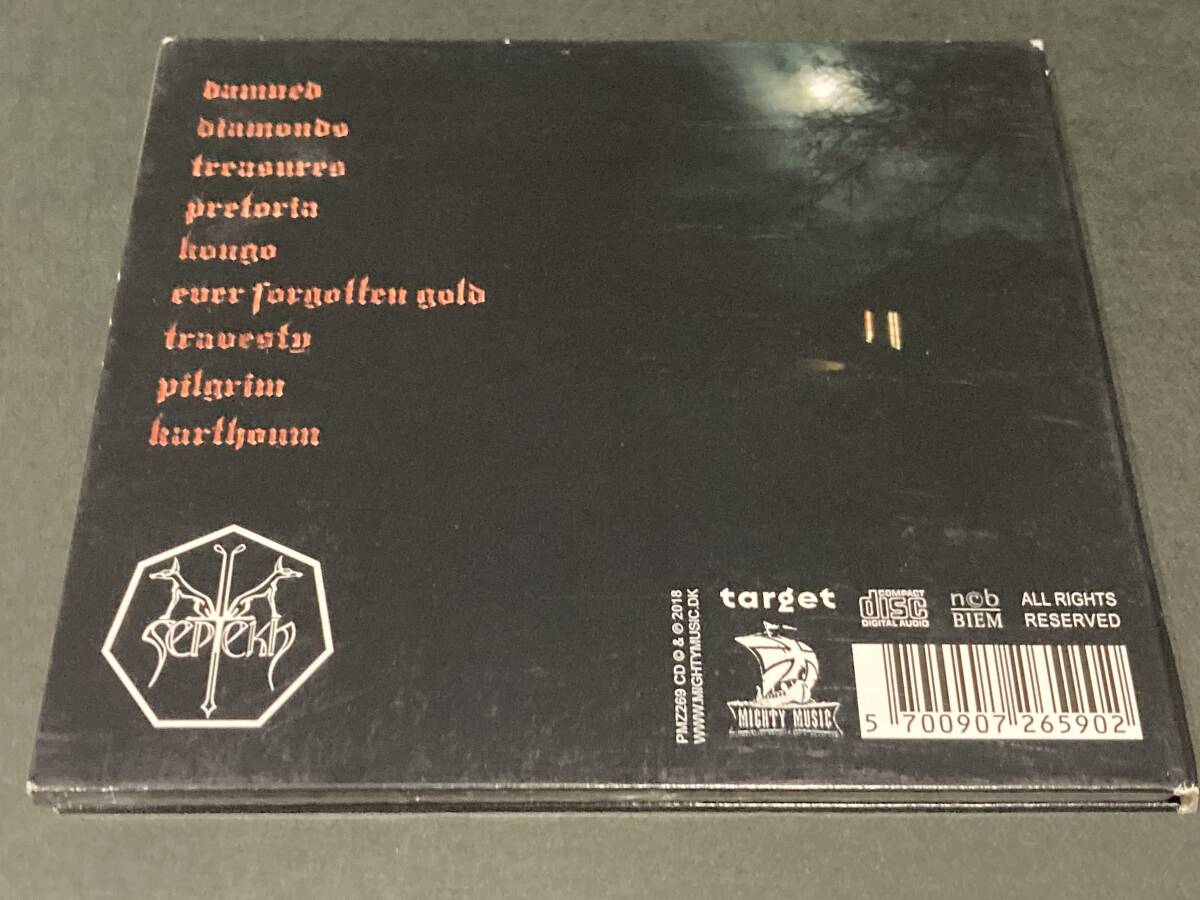 damned
diamonds
treasures
pretoria
kongo
ever forgotten gold
travesty
pilgrim
karthoum
septekh
PMZ269 CD © & ℗ 2018
WWW.MIGHTYMUSIC.DK
target
MIGHTY MUSIC
COMPACT
disc
DIGITAL AUDIO
n©b
BIEM
ALL RIGHTS
RESERVED
5 700907 265902